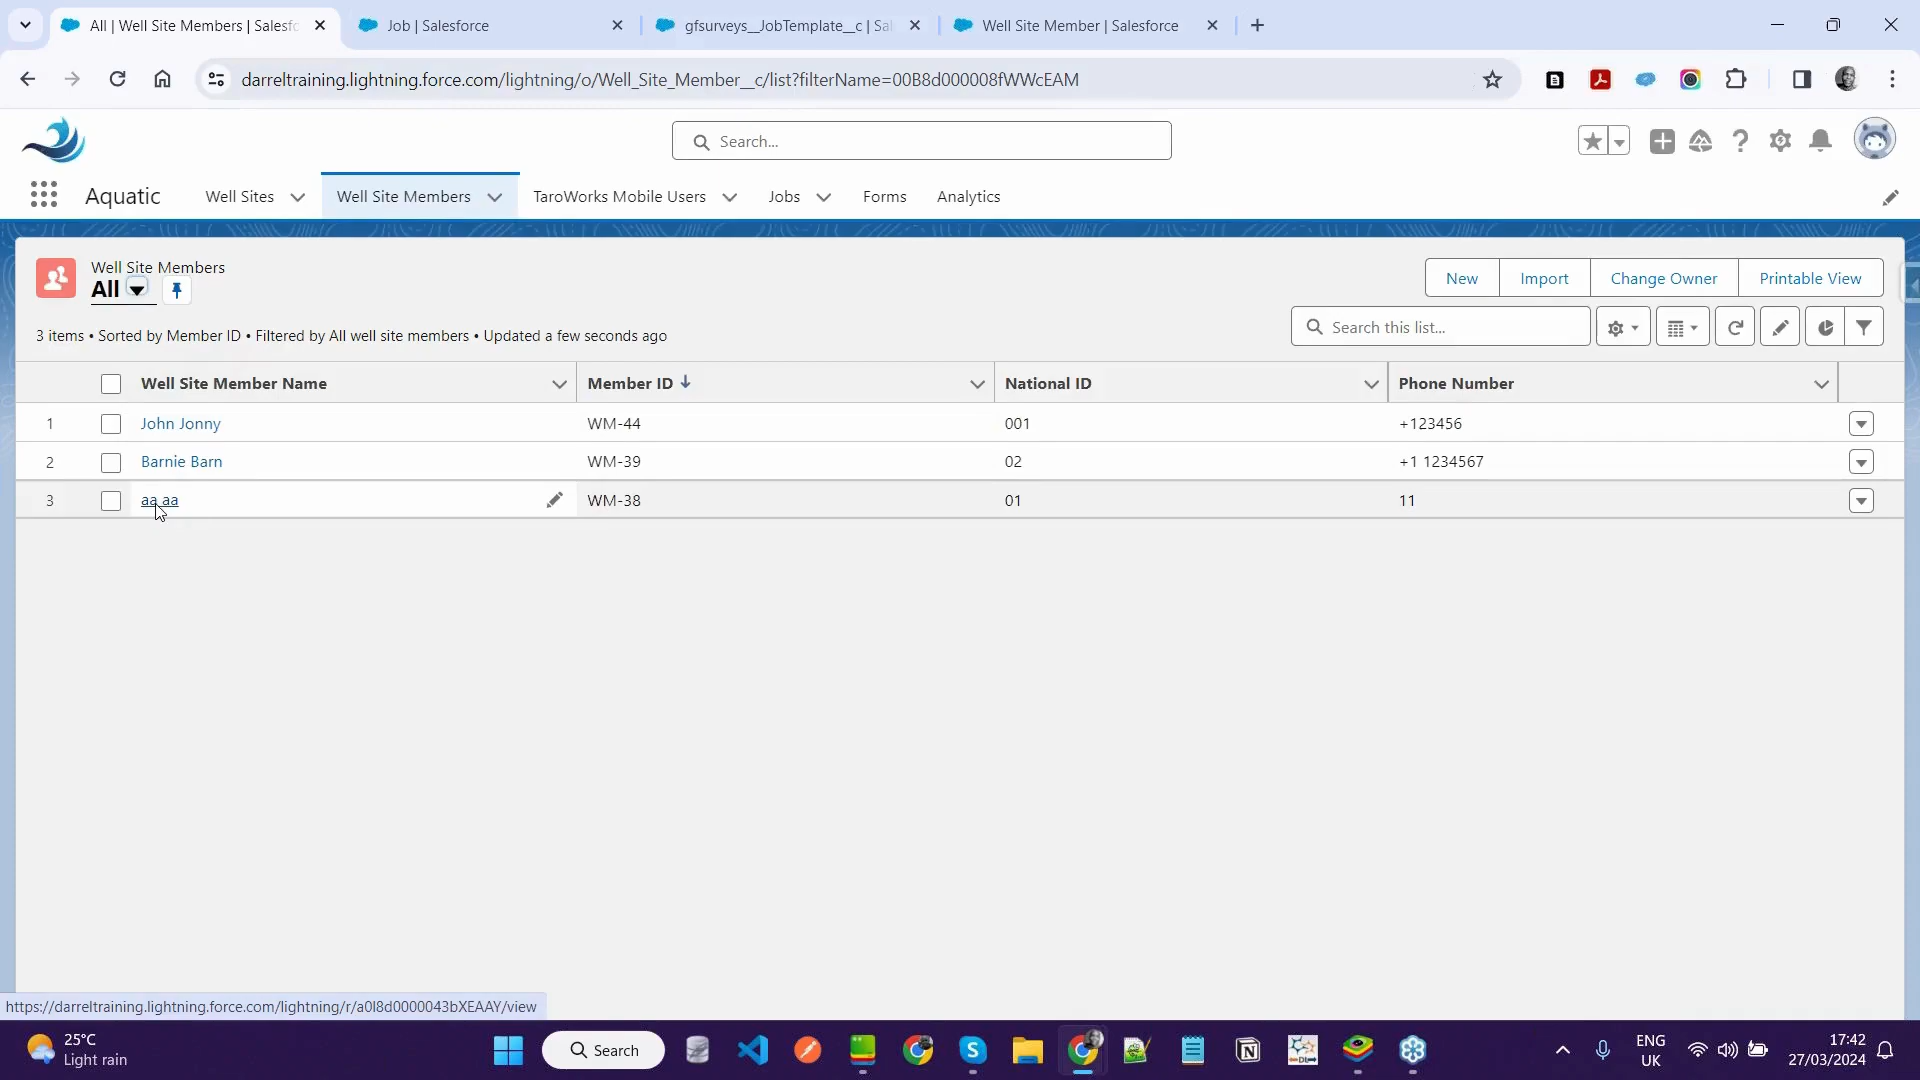 All | Well Site Members | Salesfo
Job | Salesforce
gfsurveys__JobTemplate__c | Sal
Well Site Member | Salesforce
darreltraining.lightning.force.com/lightning/o/Well_Site_Member__c/list?filterName=00B8d000008fWWcEAM
Search...
Aquatic
Well Sites
Well Site Members
TaroWorks Mobile Users
Jobs
Forms
Analytics
Well Site Members
All
New
Import
Change Owner
Printable View
3 items • Sorted by Member ID • Filtered by All well site members • Updated a few seconds ago
Search this list...
Well Site Member Name
Member ID
National ID
Phone Number
1 John Jonny WM-44 001 +123456
2 Barnie Barn WM-39 02 +1 1234567
3 aa aa WM-38 01 11
https://darreltraining.lightning.force.com/lightning/r/a0l8d0000043bXEAAY/view
25°C
Light rain
Search
ENG
UK
17:42
27/03/2024